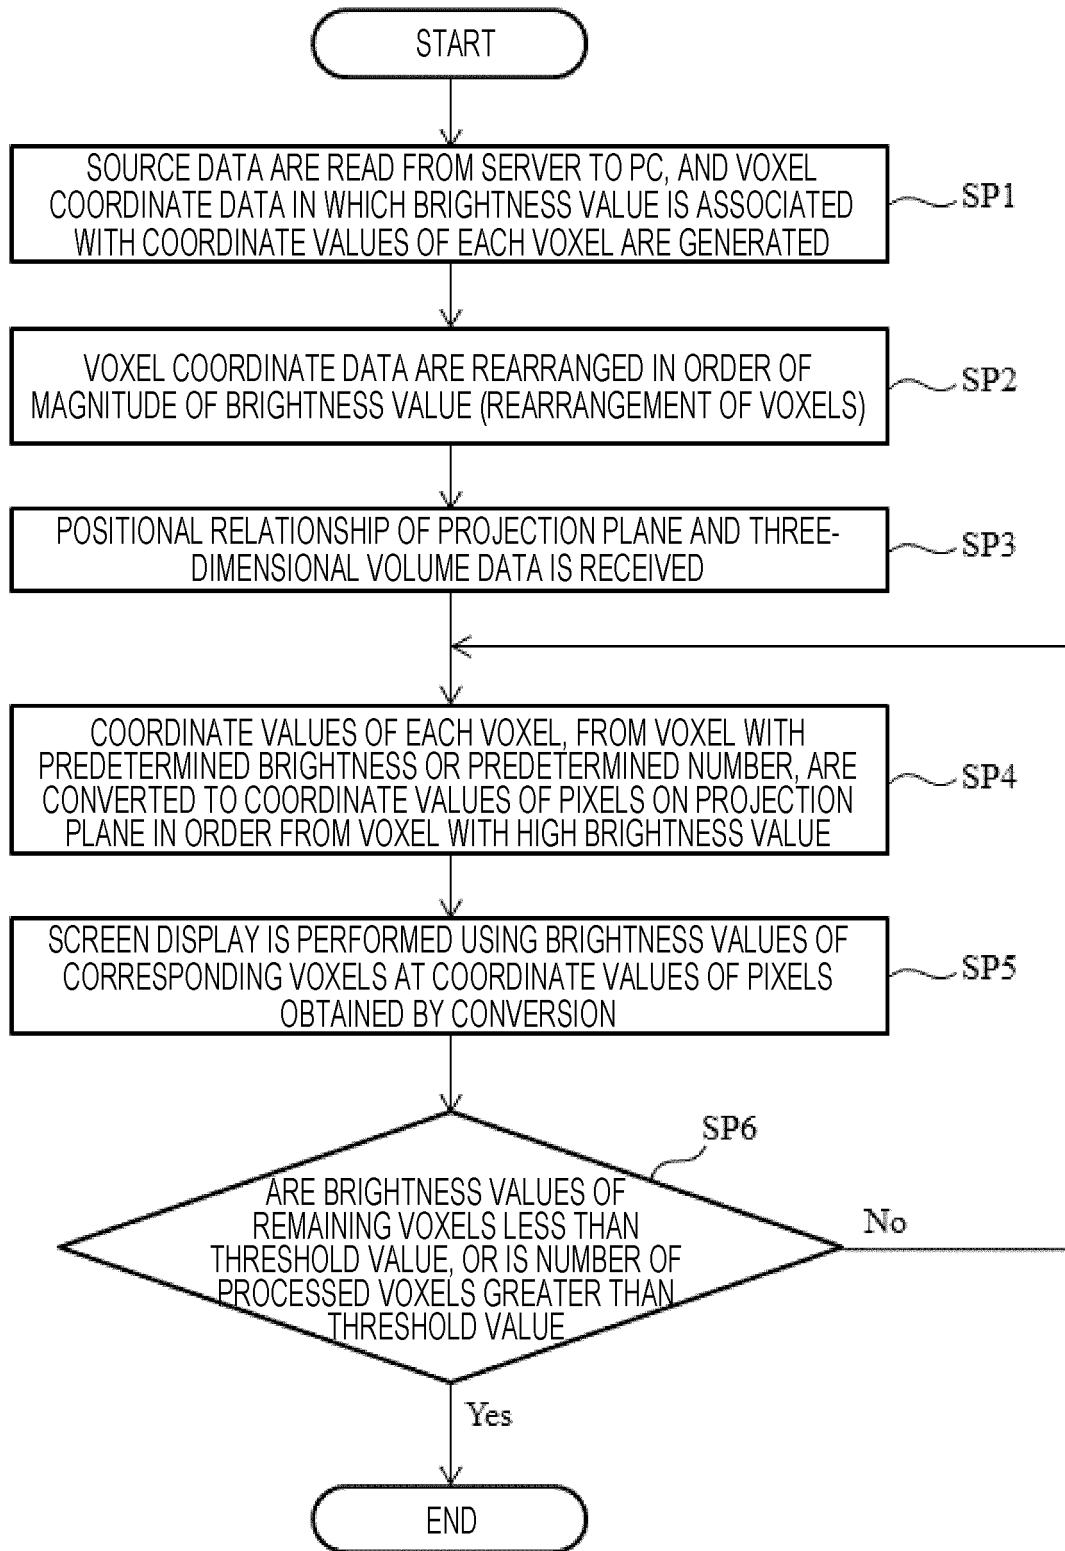 START
SOURCE DATA ARE READ FROM SERVER TO PC, AND VOXEL
COORDINATE DATA IN WHICH BRIGHTNESS VALUE IS ASSOCIATED
WITH COORDINATE VALUES OF EACH VOXEL ARE GENERATED
SP1
VOXEL COORDINATE DATA ARE REARRANGED IN ORDER OF
MAGNITUDE OF BRIGHTNESS VALUE (REARRANGEMENT OF VOXELS)
SP2
POSITIONAL RELATIONSHIP OF PROJECTION PLANE AND THREE-
DIMENSIONAL VOLUME DATA IS RECEIVED
SP3
COORDINATE VALUES OF EACH VOXEL, FROM VOXEL WITH
PREDETERMINED BRIGHTNESS OR PREDETERMINED NUMBER, ARE
CONVERTED TO COORDINATE VALUES OF PIXELS ON PROJECTION
PLANE IN ORDER FROM VOXEL WITH HIGH BRIGHTNESS VALUE
SP4
SCREEN DISPLAY IS PERFORMED USING BRIGHTNESS VALUES OF
CORRESPONDING VOXELS AT COORDINATE VALUES OF PIXELS
OBTAINED BY CONVERSION
SP5
SP6
ARE BRIGHTNESS VALUES OF
REMAINING VOXELS LESS THAN
THRESHOLD VALUE, OR IS NUMBER OF
PROCESSED VOXELS GREATER THAN
THRESHOLD VALUE
No
Yes
END